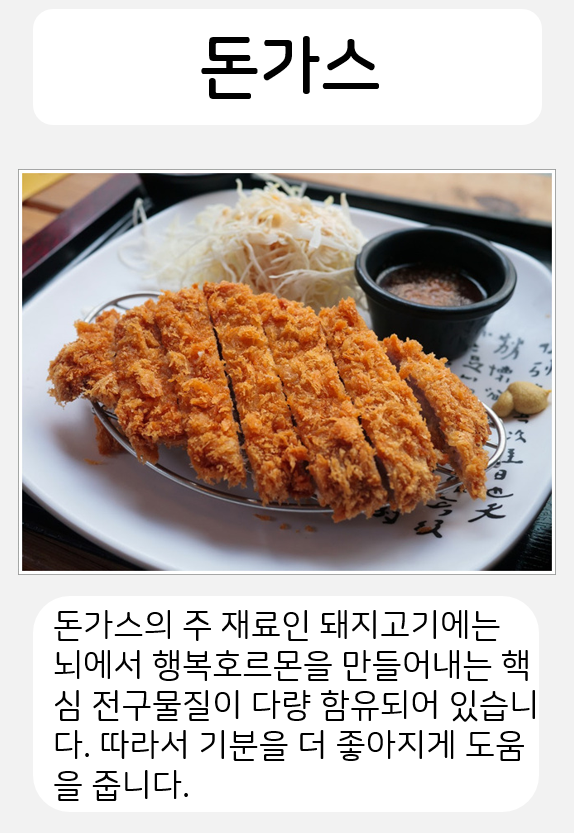 돈가스
돈가스의 주 재료인 돼지고기에는
뇌에서 행복호르몬을 만들어내는 핵
심 전구물질이 다량 함유되어 있습니
다. 따라서 기분을 더 좋아지게 도움
을 줍니다.